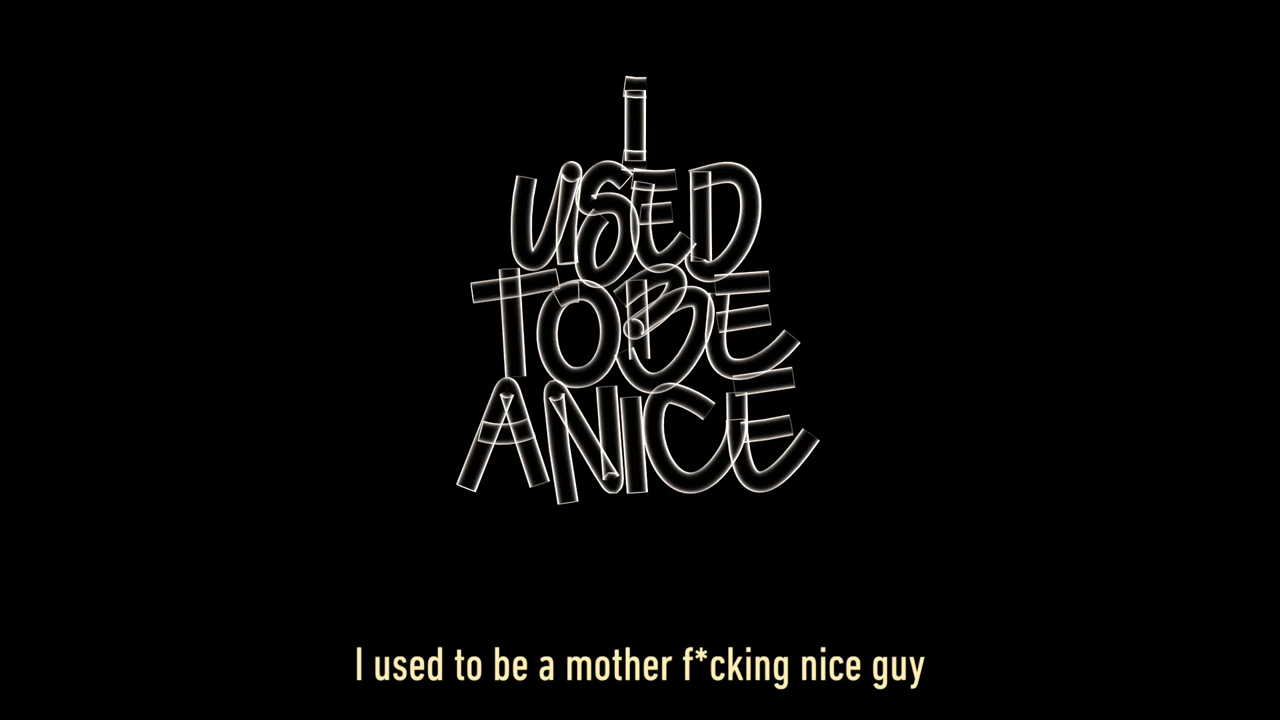 I
USED
TO BE
A NICE
I used to be a mother f*cking nice guy